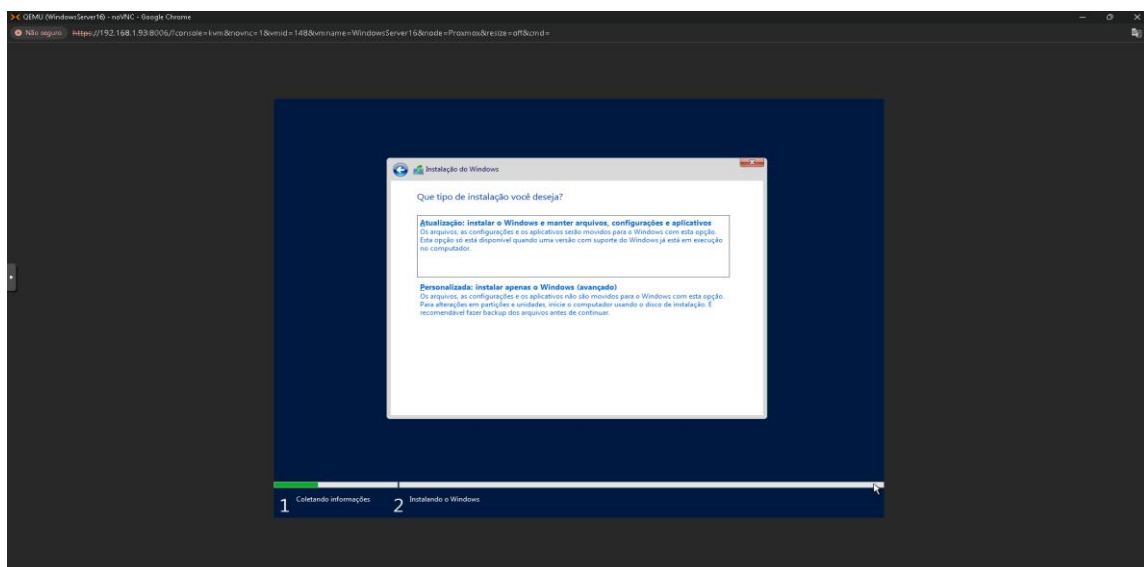 QEMU (WindowsServer16) - noVNC - Google Chrome
Não seguro https://192.168.1.93:8006/?console=kvm&novnc=1&vmid=148&vmname=WindowsServer16&node=Proxmox&resize=off&cmd=
Instalação do Windows
Que tipo de instalação você deseja?
Atualização: instalar o Windows e manter arquivos, configurações e aplicativos
Os arquivos, as configurações e os aplicativos serão movidos para o Windows com esta opção.
Esta opção só está disponível quando uma versão com suporte do Windows já está em execução
no computador.
Personalizada: instalar apenas o Windows (avançado)
Os arquivos, as configurações e os aplicativos não são movidos para o Windows com esta opção.
Para alterações em partições e unidades, inicie o computador usando o disco de instalação. É
recomendável fazer backup dos arquivos antes de continuar.
1 Coletando informações 2 Instalando o Windows